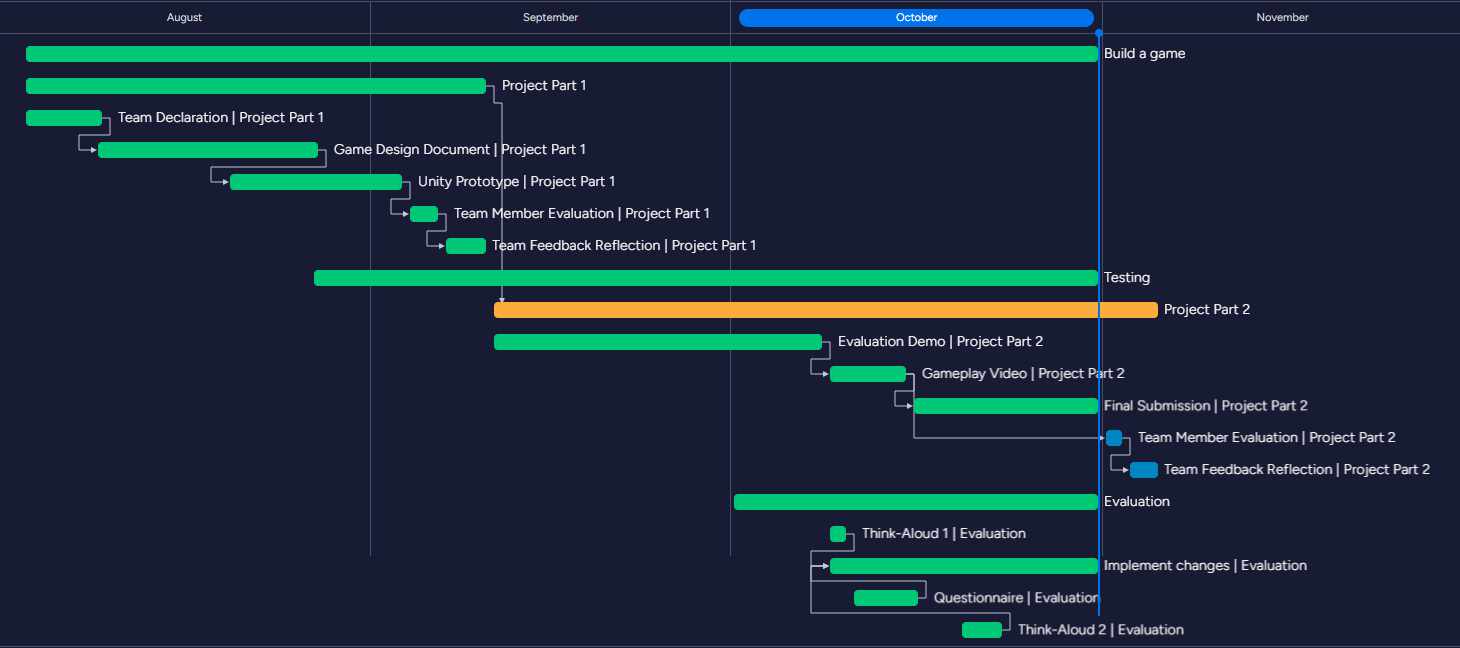 August September October November
Build a game
Project Part 1
Team Declaration | Project Part 1
Game Design Document | Project Part 1
Unity Prototype | Project Part 1
Team Member Evaluation | Project Part 1
Team Feedback Reflection | Project Part 1
Testing
Project Part 2
Evaluation Demo | Project Part 2
Gameplay Video | Project Part 2
Final Submission | Project Part 2
Team Member Evaluation | Project Part 2
Team Feedback Reflection | Project Part 2
Evaluation
Think-Aloud 1 | Evaluation
Implement changes | Evaluation
Questionnaire | Evaluation
Think-Aloud 2 | Evaluation